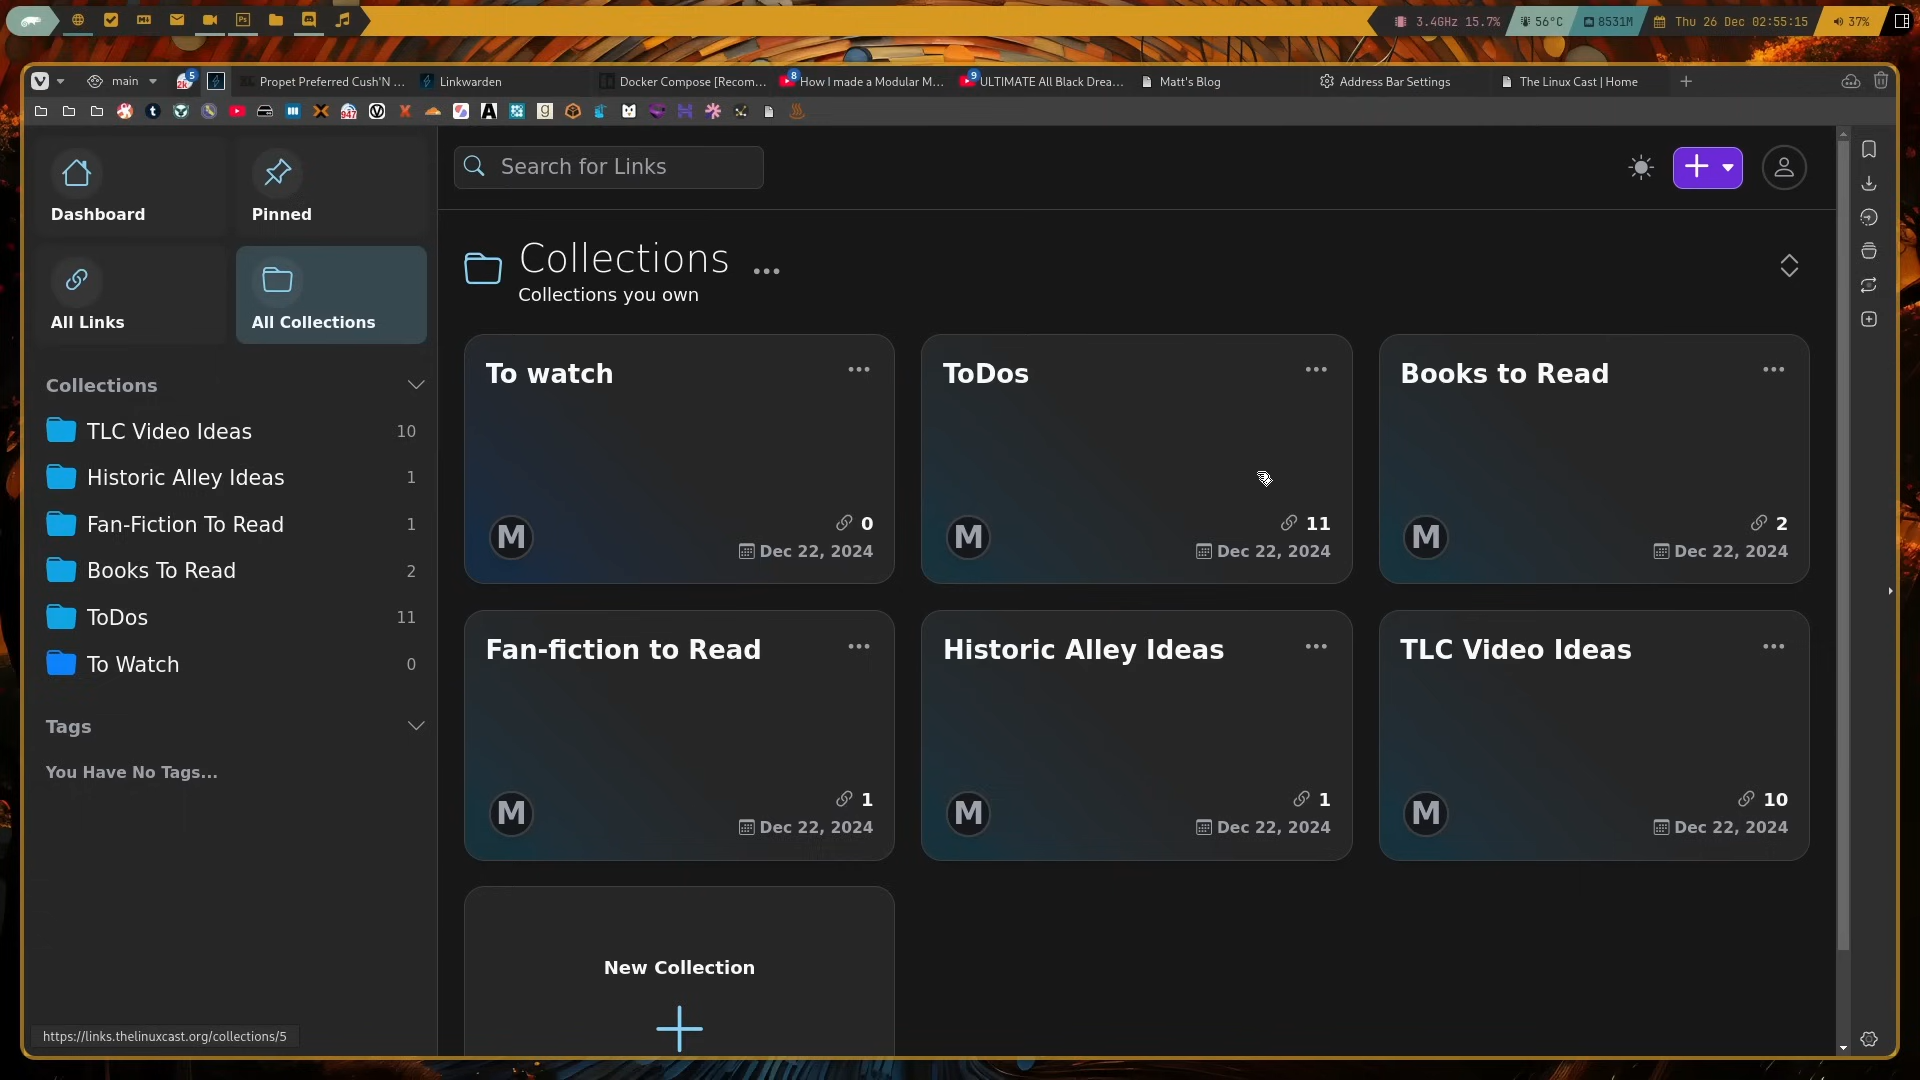 3.4GHz 15.7%
56°C
8531M
Thu 26 Dec 02:55:15
37%
main
5
Propet Preferred Cush'N ...
Linkwarden
Docker Compose [Recom...
8
How I made a Modular M...
9
ULTIMATE All Black Drea...
Matt's Blog
Address Bar Settings
The Linux Cast | Home
Dashboard
Pinned
All Links
All Collections
Collections
TLC Video Ideas 10
Historic Alley Ideas 1
Fan-Fiction To Read 1
Books To Read 2
ToDos 11
To Watch 0
Tags
You Have No Tags...
https://links.thelinuxcast.org/collections/5
Search for Links
Collections ...
Collections you own
To watch
M
0
Dec 22, 2024
ToDos
M
11
Dec 22, 2024
Books to Read
M
2
Dec 22, 2024
Fan-fiction to Read
M
1
Dec 22, 2024
Historic Alley Ideas
M
1
Dec 22, 2024
TLC Video Ideas
M
10
Dec 22, 2024
New Collection